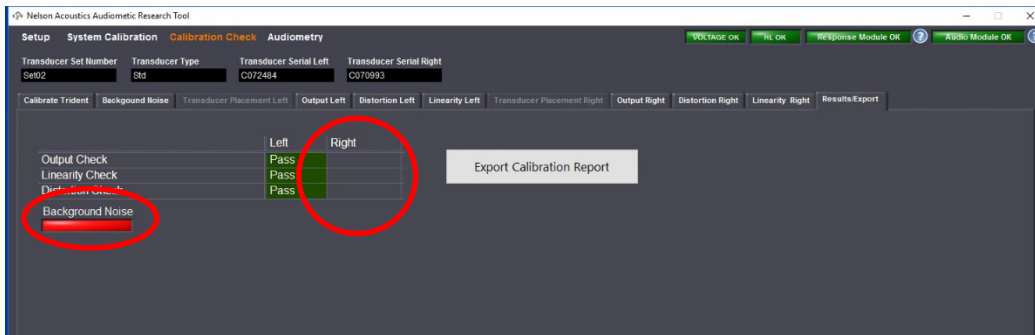 Nelson Acoustics Audiometic Research Tool
Setup System Calibration Calibration Check Audiometry VOLTAGE OK HL OK Response Module OK ? Audio Module OK
Transducer Set Number Transducer Type Transducer Serial Left Transducer Serial Right
Set02 Std C072484 C070993
Calibrate Trident Backgound Noise Transducer Placement Left Output Left Distortion Left Linearity Left Transducer Placement Right Output Right Distortion Right Linearity Right Results/Export
Left Right
Output Check Pass
Linearity Check Pass
Distortion Check Pass
Export Calibration Report
Background Noise